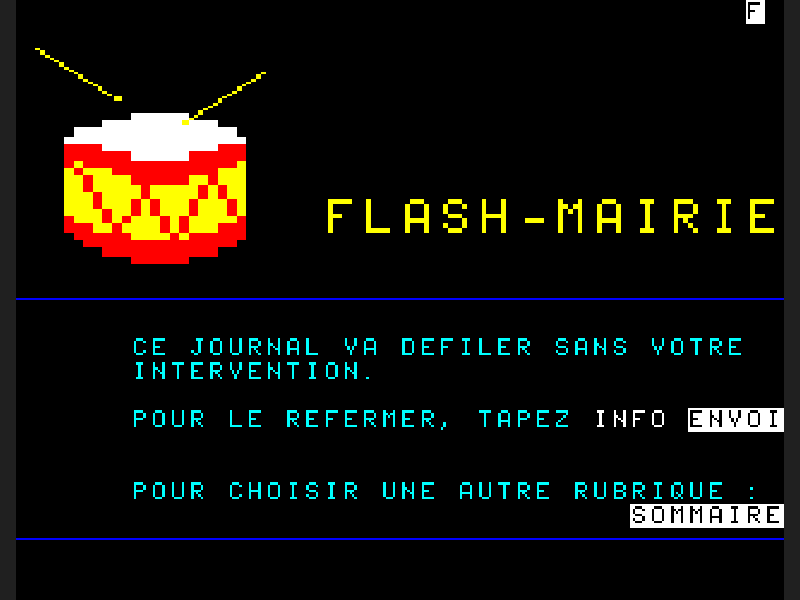 F
FLASH-MAIRIE
CE JOURNAL VA DEFILER SANS VOTRE
INTERVENTION.
POUR LE REFERMER, TAPEZ INFO ENVOI
POUR CHOISIR UNE AUTRE RUBRIQUE :
SOMMAIRE